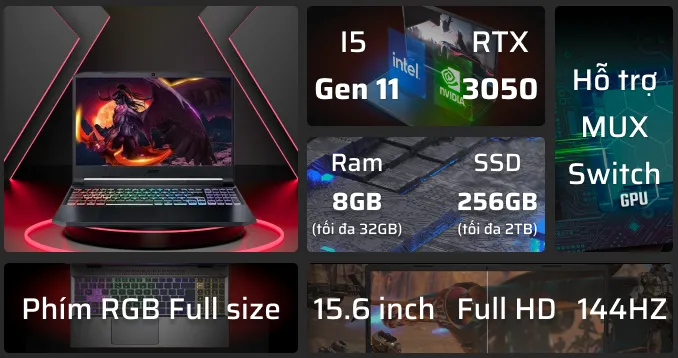 I5
Gen 11
RTX
3050
intel
NVIDIA
Hỗ trợ
MUX
Switch
GPU
Ram
8GB
(tối đa 32GB)
SSD
256GB
(tối đa 2TB)
Phím RGB Full size
15.6 inch Full HD 144HZ